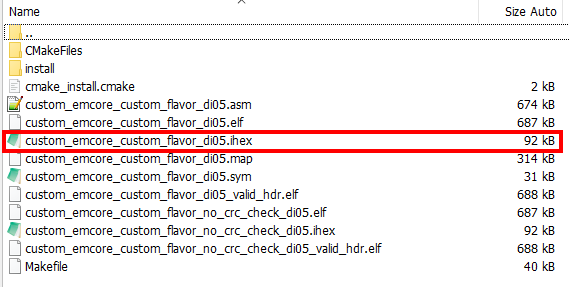 Name Size Auto
..
CMakeFiles
install
cmake_install.cmake 2 kB
custom_emcore_custom_flavor_di05.asm 674 kB
custom_emcore_custom_flavor_di05.elf 687 kB
custom_emcore_custom_flavor_di05.ihex 92 kB
custom_emcore_custom_flavor_di05.map 314 kB
custom_emcore_custom_flavor_di05.sym 31 kB
custom_emcore_custom_flavor_di05_valid_hdr.elf 688 kB
custom_emcore_custom_flavor_no_crc_check_di05.elf 687 kB
custom_emcore_custom_flavor_no_crc_check_di05.ihex 92 kB
custom_emcore_custom_flavor_no_crc_check_di05_valid_hdr.elf 688 kB
Makefile 40 kB